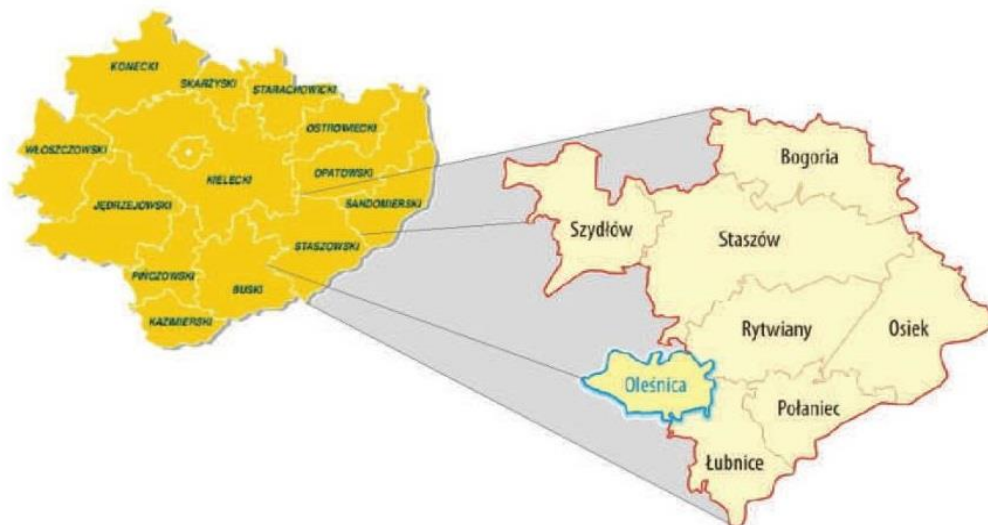 KONECKI
SKARŻYSKI
STARACHOWICKI
OSTROWIECKI
WŁOSZCZOWSKI
KIELECKI
OPATOWSKI
JĘDRZEJOWSKI
SANDOMIERSKI
STASZOWSKI
PIŃCZOWSKI
BUSKI
KAZIMIERSKI
Bogoria
Szydłów
Staszów
Rytwiany
Osiek
Oleśnica
Połaniec
Łubnice